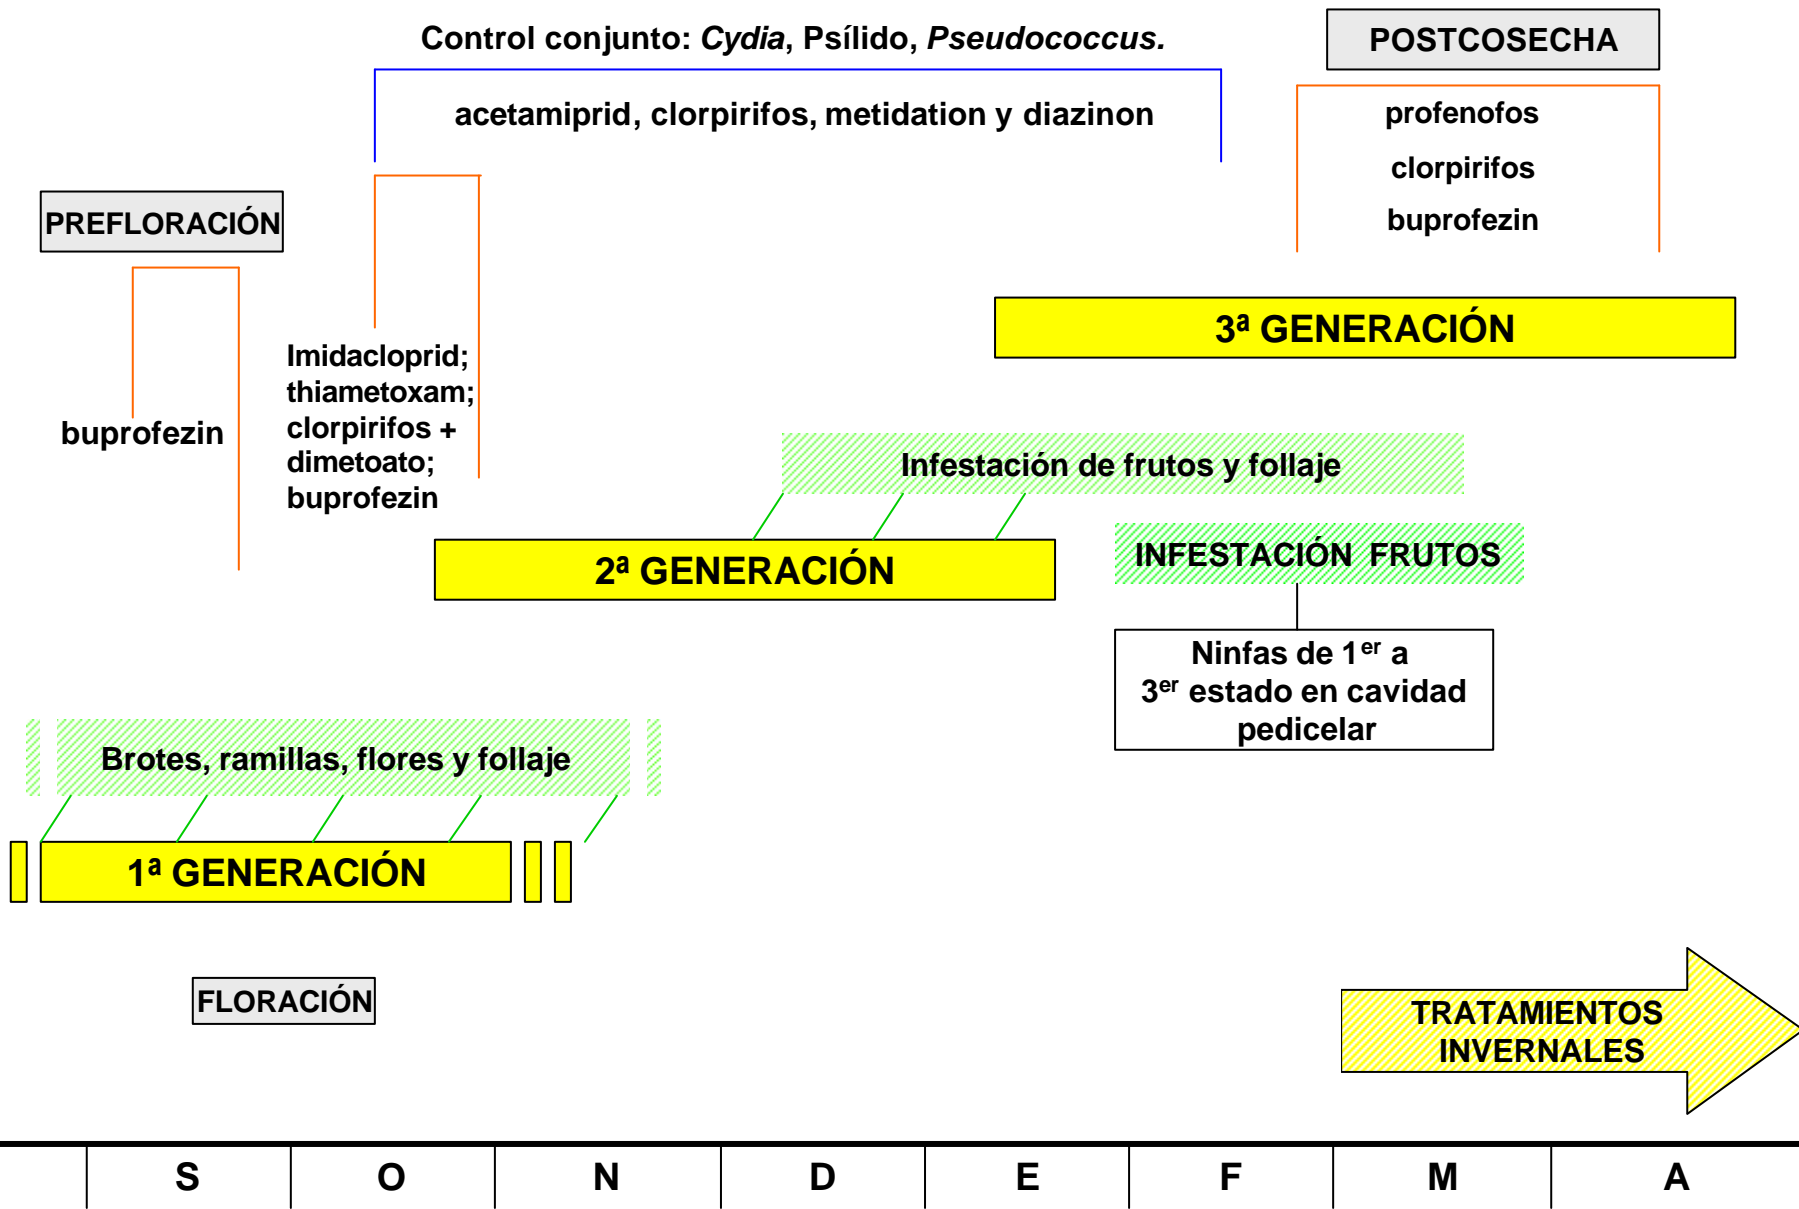 Control conjunto: Cydia, Psílido, Pseudococcus.
POSTCOSECHA
acetamiprid, clorpirifos, metidation y diazinon
profenofos
clorpirifos
buprofezin
PREFLORACIÓN
buprofezin
Imidacloprid;
thiametoxam;
clorpirifos +
dimetoato;
buprofezin
3ª GENERACIÓN
Infestación de frutos y follaje
2ª GENERACIÓN
INFESTACIÓN FRUTOS
Ninfas de 1er a
3er estado en cavidad
pedicelar
Brotes, ramillas, flores y follaje
1ª GENERACIÓN
FLORACIÓN
TRATAMIENTOS
INVERNALES
S O N D E F M A